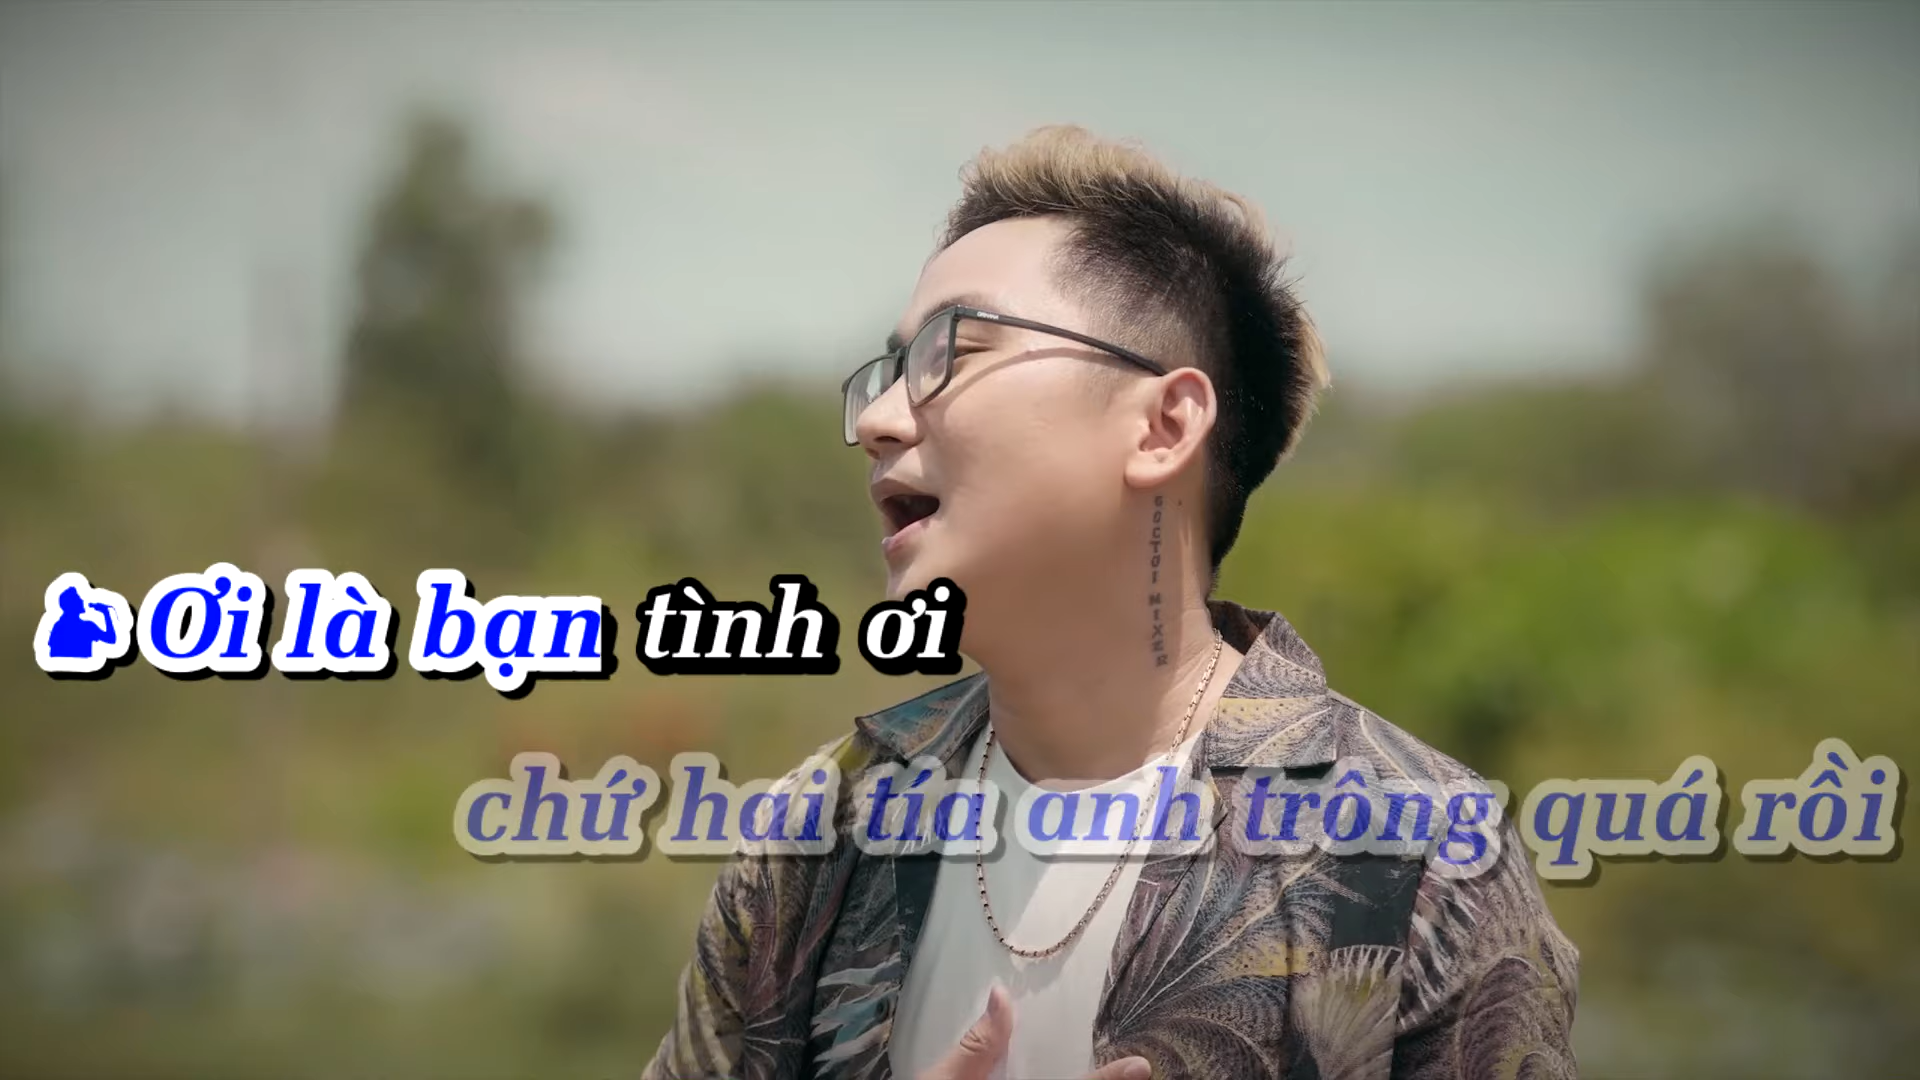 Ơi là bạn tình ơi
chứ hai tía anh trông quá rồi